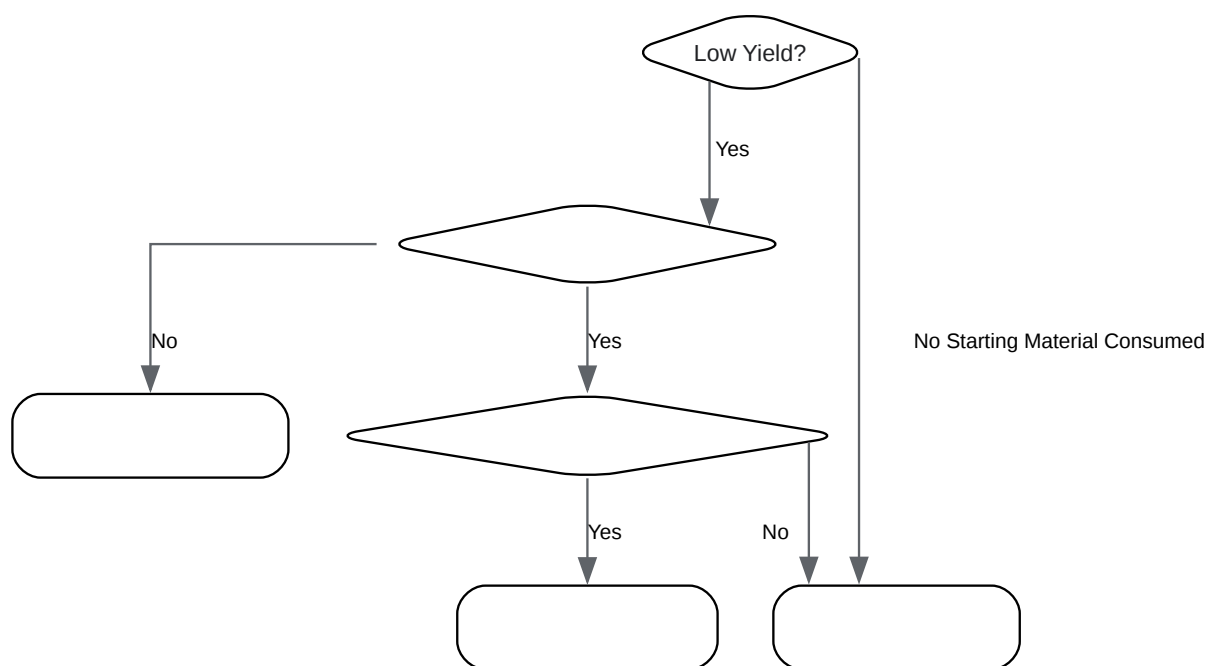 Low Yield?
Yes
No
Yes
No Starting Material Consumed
Yes
No